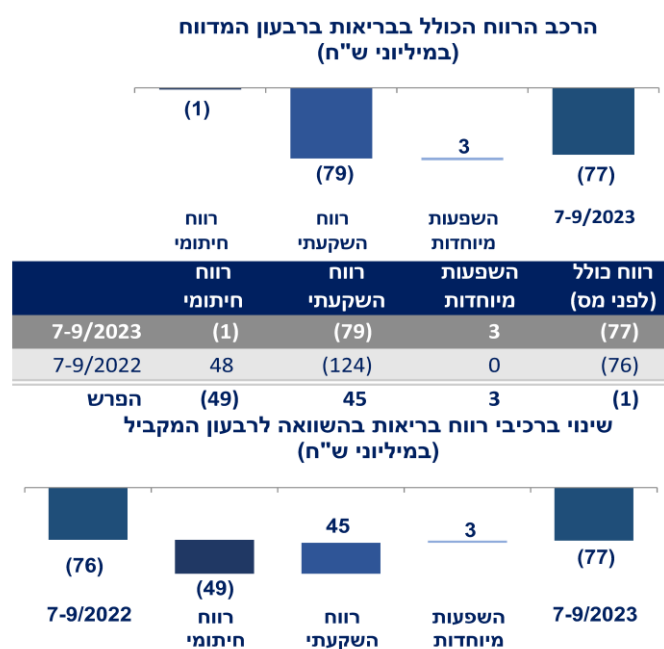 הרכב הרווח הכולל בבריאות ברבעון המדווח
(במיליוני ש"ח)
(1)
(79)
3
(77)
רווח חיתומי
רווח השקעתי
השפעות מיוחדות
7-9/2023
רווח חיתומי רווח השקעתי השפעות מיוחדות רווח כולל (לפני מס)
7-9/2023 (1) (79) 3 (77)
7-9/2022 48 (124) 0 (76)
הפרש (49) 45 3 (1)
שינוי ברכיבי רווח בריאות בהשוואה לרבעון המקביל
(במיליוני ש"ח)
(76)
(49)
45
3
(77)
7-9/2022
רווח חיתומי
רווח השקעתי
השפעות מיוחדות
7-9/2023